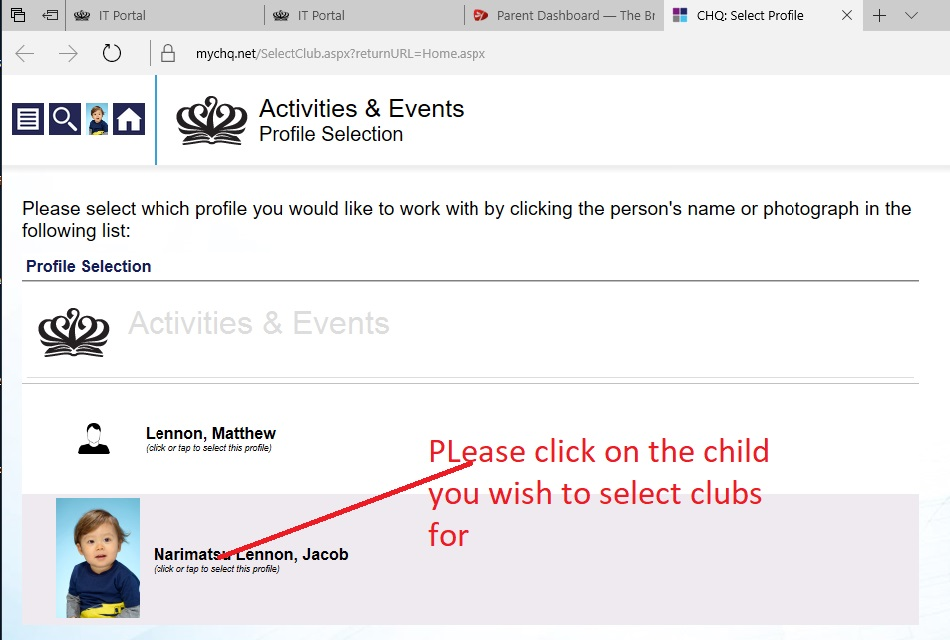 IT Portal
IT Portal
Parent Dashboard — The Br
CHQ: Select Profile
mychq.net/SelectClub.aspx?returnURL=Home.aspx
Activities & Events
Profile Selection
Please select which profile you would like to work with by clicking the person's name or photograph in the
following list:
Profile Selection
Activities & Events
Lennon, Matthew
(click or tap to select this profile)
PLease click on the child
you wish to select clubs
for
Narimatsu Lennon, Jacob
(click or tap to select this profile)